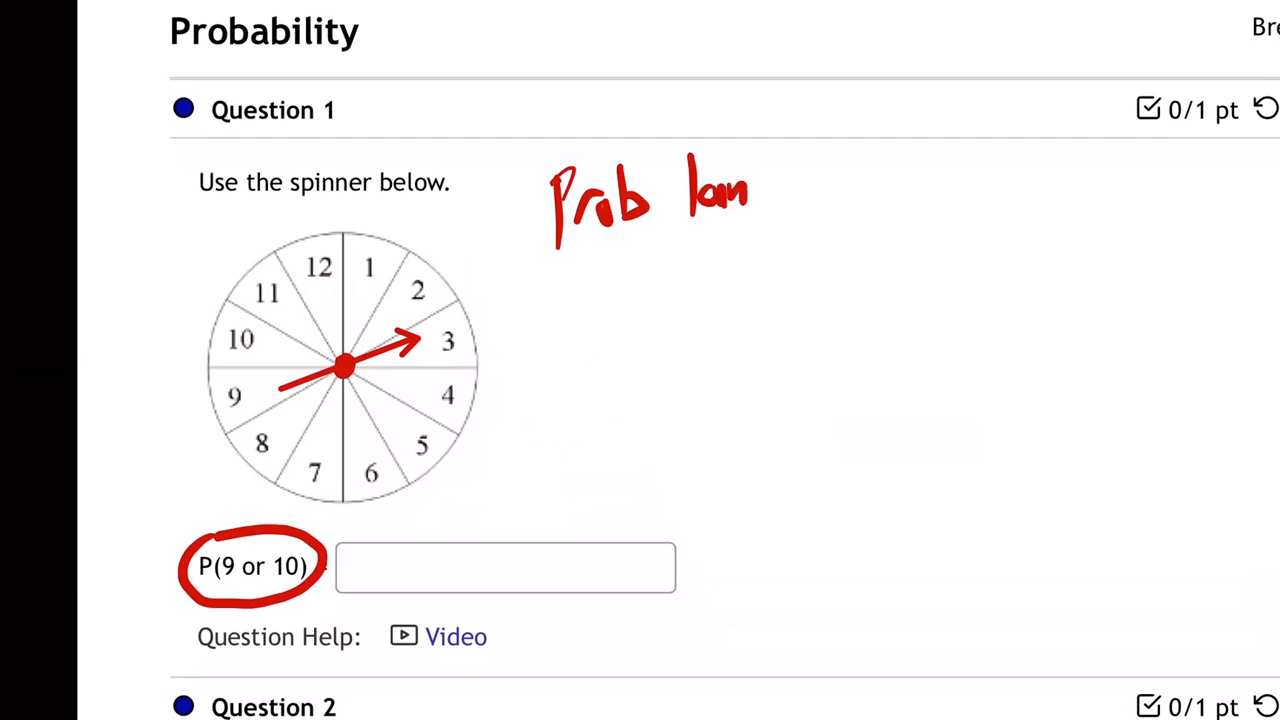 Probability
Question 1
0/1 pt
Use the spinner below.
Prob
12 1
11 2
10 3
9 4
8 5
7 6
P(9 or 10)
Question Help: Video
Question 2
0/1 pt